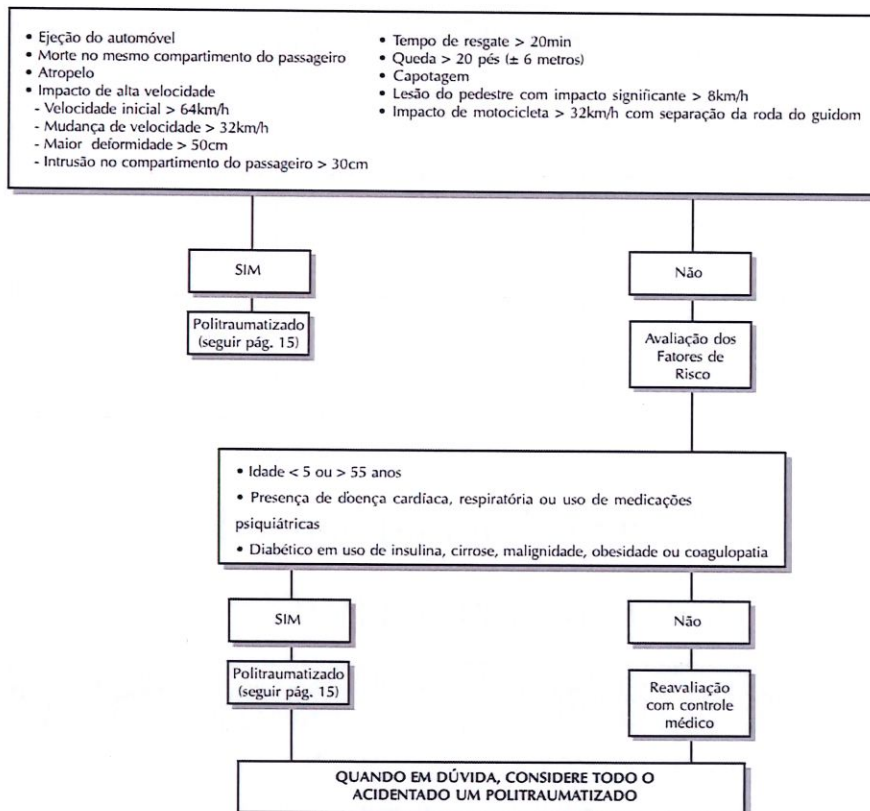 • Ejeção do automóvel
• Morte no mesmo compartimento do passageiro
• Atropelo
• Impacto de alta velocidade
- Velocidade inicial > 64km/h
- Mudança de velocidade > 32km/h
- Maior deformidade > 50cm
- Intrusão no compartimento do passageiro > 30cm
• Tempo de resgate > 20min
• Queda > 20 pés (± 6 metros)
• Capotagem
• Lesão do pedestre com impacto significante > 8km/h
• Impacto de motocicleta > 32km/h com separação da roda do guidom
SIM
Não
Politraumatizado
(seguir pág. 15)
Avaliação dos
Fatores de
Risco
• Idade < 5 ou > 55 anos
• Presença de doença cardíaca, respiratória ou uso de medicações
psiquiátricas
• Diabético em uso de insulina, cirrose, malignidade, obesidade ou coagulopatia
SIM
Não
Politraumatizado
(seguir pág. 15)
Reavaliação
com controle
médico
QUANDO EM DÚVIDA, CONSIDERE TODO O
ACIDENTADO UM POLITRAUMATIZADO